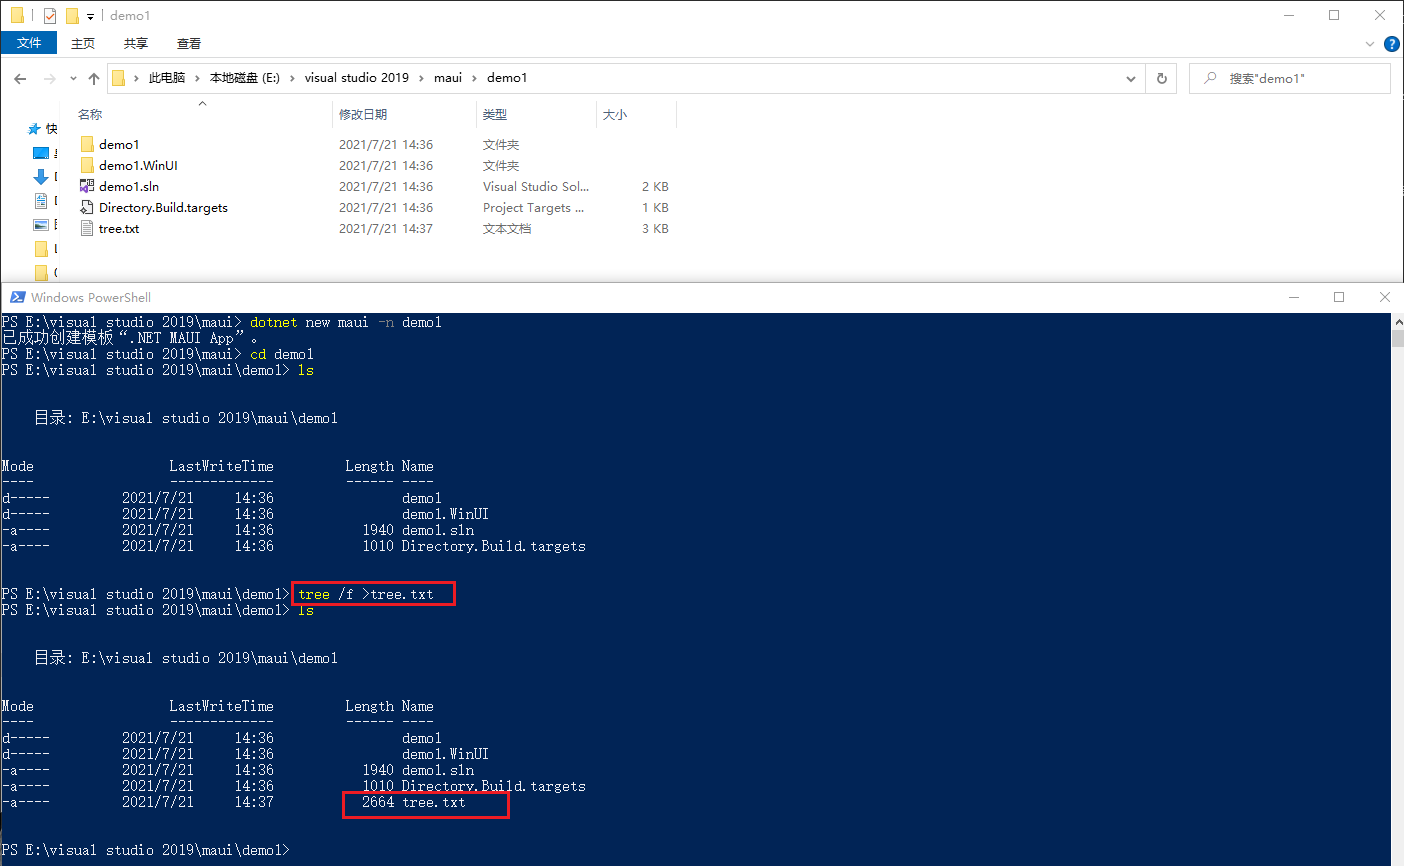 demo1
文件 主页 共享 查看
此电脑 本地磁盘 (E:) visual studio 2019 maui demo1 搜索"demo1"
名称 修改日期 类型 大小
快
demo1 2021/7/21 14:36 文件夹
demo1.WinUI 2021/7/21 14:36 文件夹
demo1.sln 2021/7/21 14:36 Visual Studio Sol... 2 KB
Directory.Build.targets 2021/7/21 14:36 Project Targets ... 1 KB
tree.txt 2021/7/21 14:37 文本文档 3 KB
Windows PowerShell
PS E:\visual studio 2019\maui> dotnet new maui -n demo1
已成功创建模板“.NET MAUI App”。
PS E:\visual studio 2019\maui> cd demo1
PS E:\visual studio 2019\maui\demo1> ls
目录: E:\visual studio 2019\maui\demo1
Mode LastWriteTime Length Name
---- ------------- ------ ----
d----- 2021/7/21 14:36 demo1
d----- 2021/7/21 14:36 demo1.WinUI
-a---- 2021/7/21 14:36 1940 demo1.sln
-a---- 2021/7/21 14:36 1010 Directory.Build.targets
PS E:\visual studio 2019\maui\demo1> tree /f >tree.txt
PS E:\visual studio 2019\maui\demo1> ls
目录: E:\visual studio 2019\maui\demo1
Mode LastWriteTime Length Name
---- ------------- ------ ----
d----- 2021/7/21 14:36 demo1
d----- 2021/7/21 14:36 demo1.WinUI
-a---- 2021/7/21 14:36 1940 demo1.sln
-a---- 2021/7/21 14:36 1010 Directory.Build.targets
-a---- 2021/7/21 14:37 2664 tree.txt
PS E:\visual studio 2019\maui\demo1>